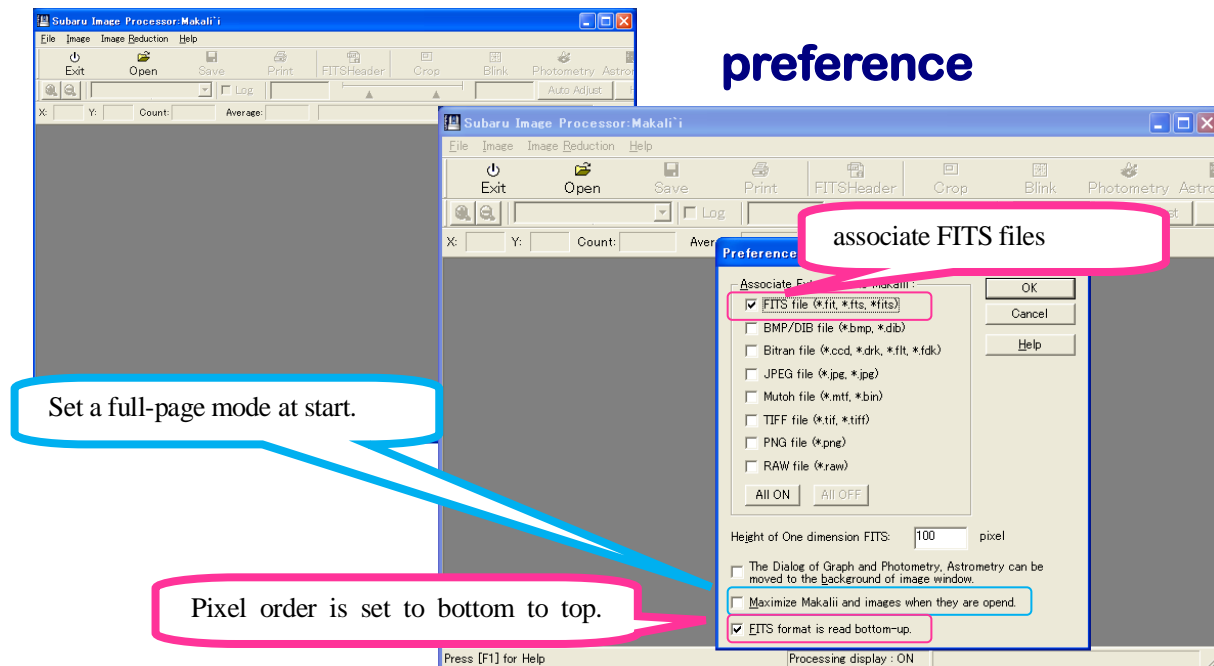 Subaru Image Processor:Makali`i
File Image Image Reduction Help
Exit Open Save Print FITSHeader Crop Blink Photometry
Log Auto Adjust
X: Y: Count: Average:
preference
Subaru Image Processor:Makali`i
File Image Image Reduction Help
Exit Open Save Print FITSHeader Crop Blink Photometry
Log
X: Y: Count:
associate FITS files
Preference
Associate
OK
FITS file (*.fit, *.fts, *fits)
Cancel
BMP/DIB file (*.bmp, *.dib)
Bitran file (*.ccd, *.drk, *.flt, *.fdk)
Help
JPEG file (*.jpg, *.jpg)
Mutoh file (*.mtf, *.bin)
TIFF file (*.tif, *.tiff)
PNG file (*.png)
RAW file (*.raw)
All ON All OFF
Set a full-page mode at start.
Height of One dimension FITS: 100 pixel
The Dialog of Graph and Photometry, Astrometry can be
moved to the background of image window.
Maximize Makalii and images when they are opend.
Pixel order is set to bottom to top.
FITS format is read bottom-up.
Press [F1] for Help Processing display : ON